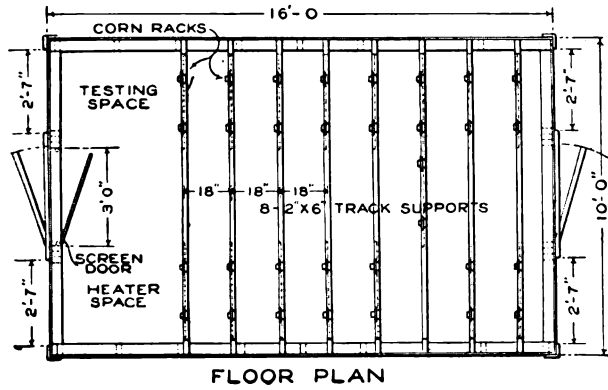 16'-0
CORN RACKS
2'-7"
TESTING
SPACE
2'-7"
3'0"
18" 18" 18"
8-2"X6" TRACK SUPPORTS
10'-0"
SCREEN
DOOR
HEATER
SPACE
2'-7"
2'-7"
FLOOR PLAN